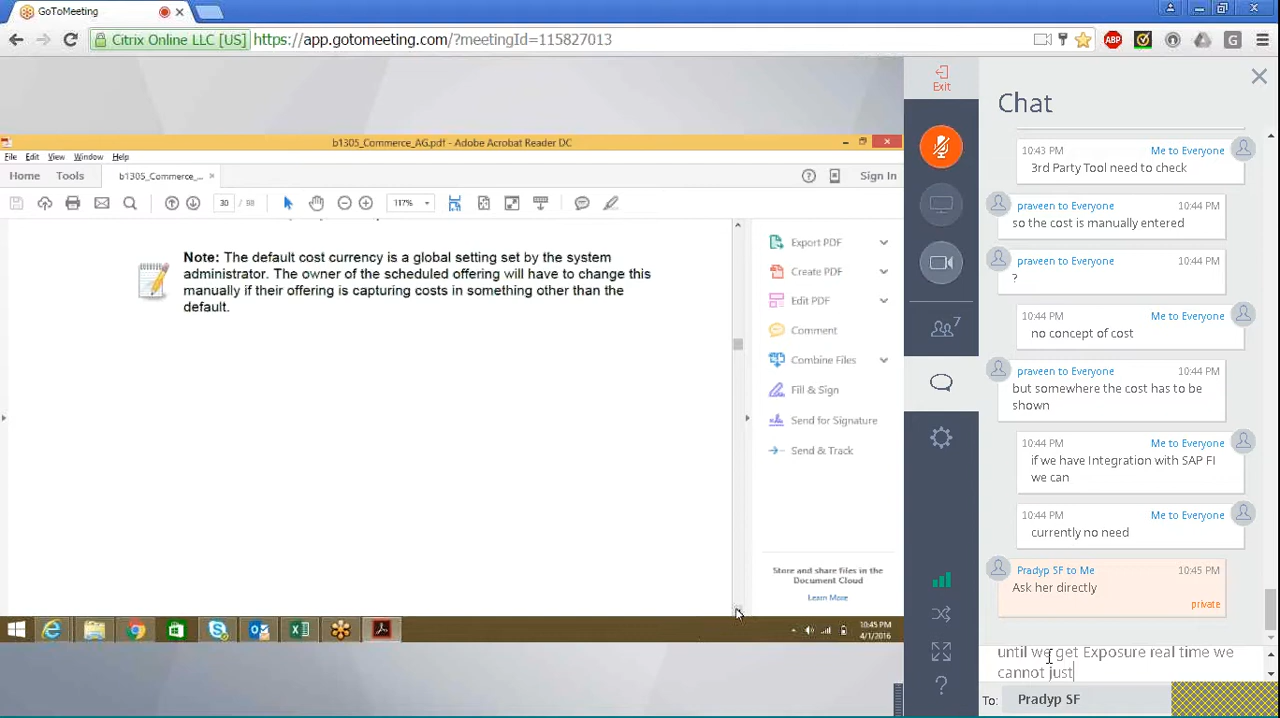 GoToMeeting
Citrix Online LLC [US]
https://app.gotomeeting.com/?meetingId=115827013
ABP
G
b1305_Commerce_AG.pdf - Adobe Acrobat Reader DC
File Edit View Window Help
Home Tools b1305_Commerce_... Sign In
30 / 58 117%
Note: The default cost currency is a global setting set by the system
administrator. The owner of the scheduled offering will have to change this
manually if their offering is capturing costs in something other than the
default.
Export PDF
Create PDF
Edit PDF
Comment
Combine Files
Fill & Sign
Send for Signature
Send & Track
Store and share files in the
Document Cloud
Learn More
10:45 PM
4/1/2016
Exit
7
Chat
10:43 PM Me to Everyone
3rd Party Tool need to check
praveen to Everyone 10:44 PM
so the cost is manually entered
praveen to Everyone 10:44 PM
?
10:44 PM Me to Everyone
no concept of cost
praveen to Everyone 10:44 PM
but somewhere the cost has to be
shown
10:44 PM Me to Everyone
if we have Integration with SAP FI
we can
10:44 PM Me to Everyone
currently no need
Pradyp SF to Me 10:45 PM
Ask her directly
private
until we get Exposure real time we
cannot just
To: Pradyp SF